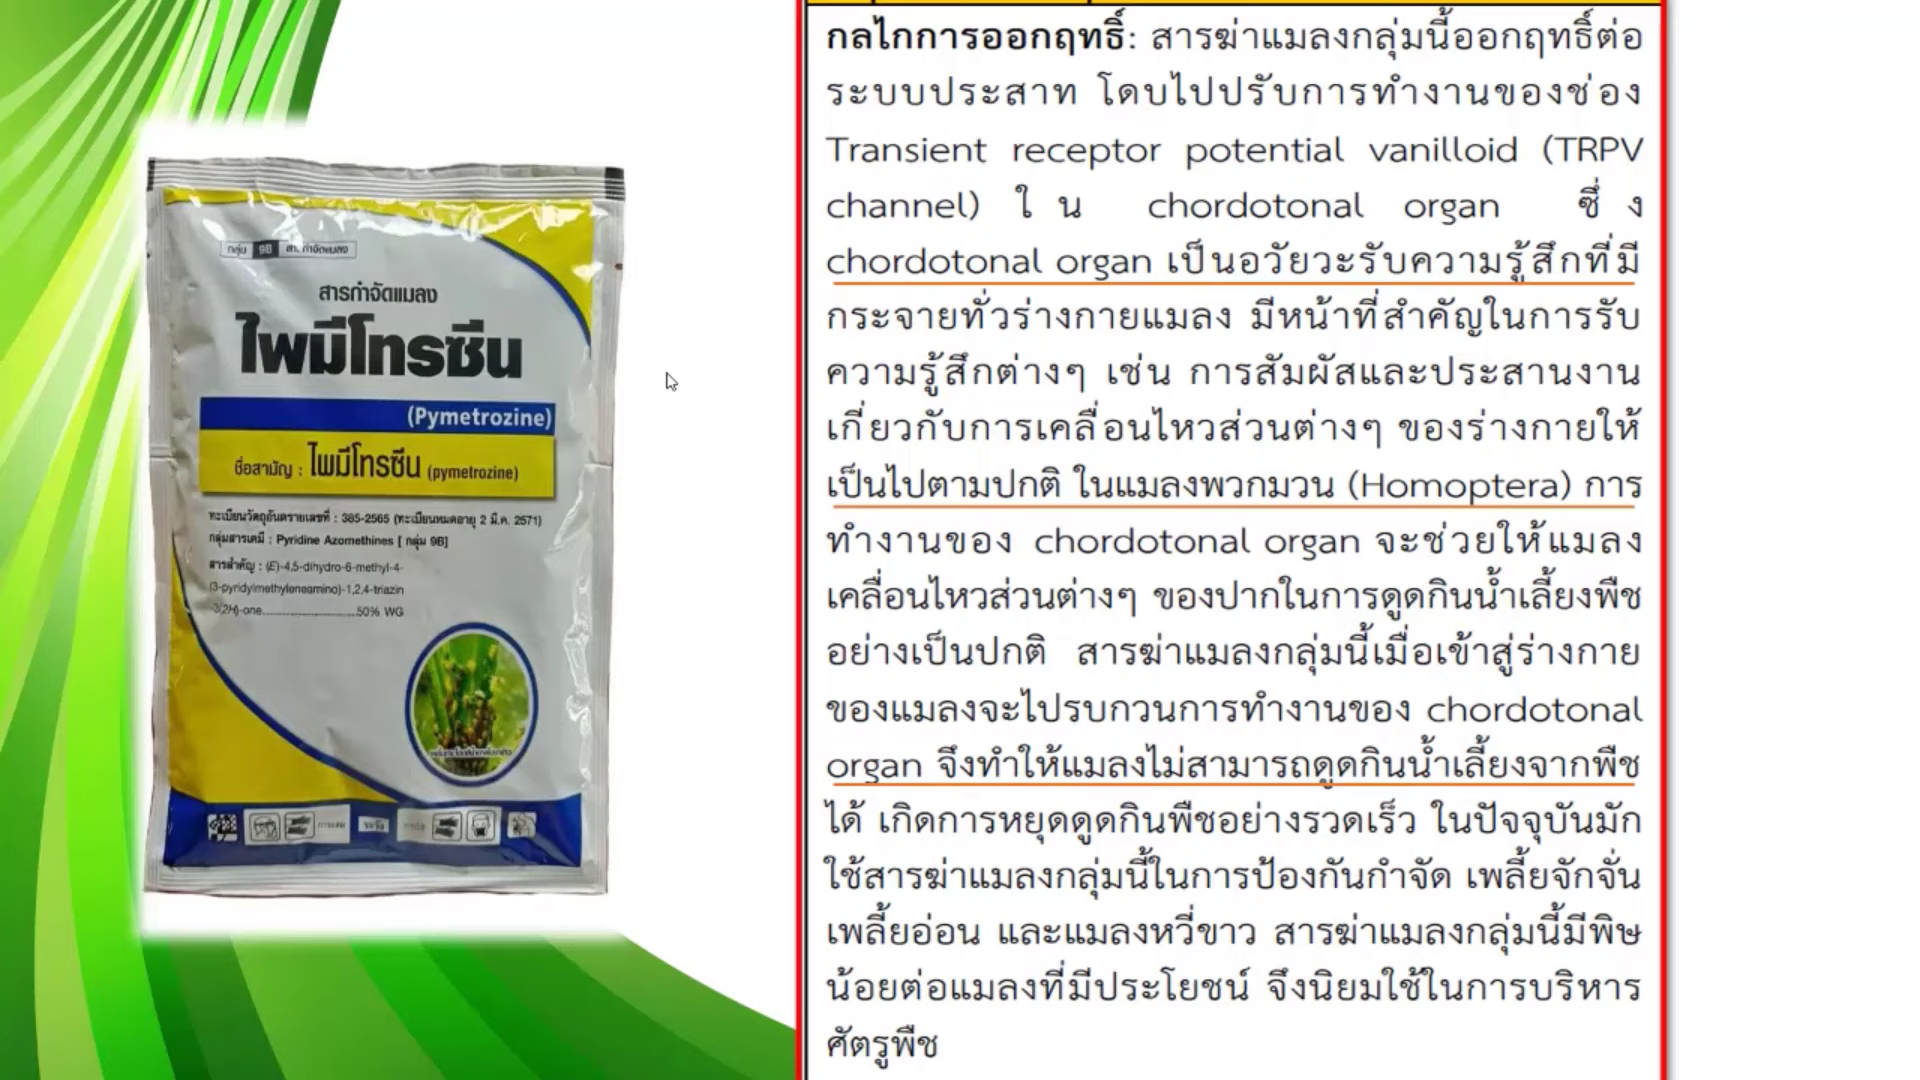 กลุ่ม 9B สารกำจัดแมลง
สารกำจัดแมลง
ไพมีโทรซีน
(Pymetrozine)
ชื่อสามัญ : ไพมีโทรซีน (pymetrozine)
ทะเบียนวัตถุอันตรายเลขที่ : 385-2565 (ทะเบียนหมดอายุ 2 มี.ค. 2571)
กลุ่มสารเคมี : Pyridine Azomethines [ กลุ่ม 9B]
สารสำคัญ : (E)-4,5-dihydro-6-methyl-4-
(3-pyridylmethyleneamino)-1,2,4-triazin
-3(2H)-one..........................50% WG
กลไกการออกฤทธิ์: สารฆ่าแมลงกลุ่มนี้ออกฤทธิ์ต่อ
ระบบประสาท โดบไปปรับการทำงานของช่อง
Transient receptor potential vanilloid (TRPV
channel) ใน chordotonal organ ซึ่ง
chordotonal organ เป็นอวัยวะรับความรู้สึกที่มี
กระจายทั่วร่างกายแมลง มีหน้าที่สำคัญในการรับ
ความรู้สึกต่างๆ เช่น การสัมผัสและประสานงาน
เกี่ยวกับการเคลื่อนไหวส่วนต่างๆ ของร่างกายให้
เป็นไปตามปกติ ในแมลงพวกมวน (Homoptera) การ
ทำงานของ chordotonal organ จะช่วยให้แมลง
เคลื่อนไหวส่วนต่างๆ ของปากในการดูดกินน้ำเลี้ยงพืช
อย่างเป็นปกติ สารฆ่าแมลงกลุ่มนี้เมื่อเข้าสู่ร่างกาย
ของแมลงจะไปรบกวนการทำงานของ chordotonal
organ จึงทำให้แมลงไม่สามารถดูดกินน้ำเลี้ยงจากพืช
ได้ เกิดการหยุดดูดกินพืชอย่างรวดเร็ว ในปัจจุบันมัก
ใช้สารฆ่าแมลงกลุ่มนี้ในการป้องกันกำจัด เพลี้ยจักจั่น
เพลี้ยอ่อน และแมลงหวี่ขาว สารฆ่าแมลงกลุ่มนี้มีพิษ
น้อยต่อแมลงที่มีประโยชน์ จึงนิยมใช้ในการบริหาร
ศัตรูพืช